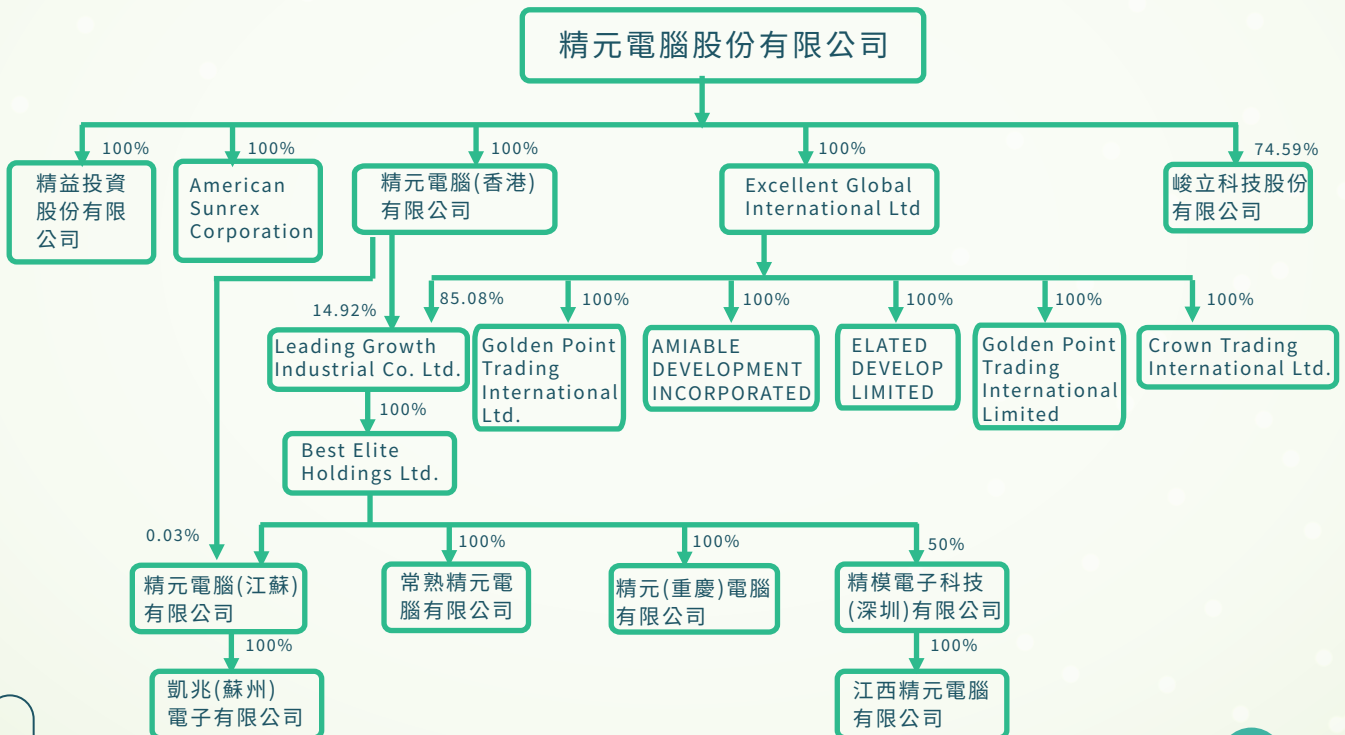 精元電腦股份有限公司
100%
100%
100%
100%
74.59%
精益投資
股份有限
公司
American
Sunrex
Corporation
精元電腦(香港)
有限公司
Excellent Global
International Ltd
峻立科技股份
有限公司
14.92%
85.08%
100%
100%
100%
100%
100%
Leading Growth
Industrial Co. Ltd.
Golden Point
Trading
International
Ltd.
AMIABLE
DEVELOPMENT
INCORPORATED
ELATED
DEVELOP
LIMITED
Golden Point
Trading
International
Limited
Crown Trading
International Ltd.
100%
Best Elite
Holdings Ltd.
0.03%
100%
100%
50%
精元電腦(江蘇)
有限公司
常熟精元電
腦有限公司
精元(重慶)電腦
有限公司
精模電子科技
(深圳)有限公司
100%
100%
凱兆(蘇州)
電子有限公司
江西精元電腦
有限公司